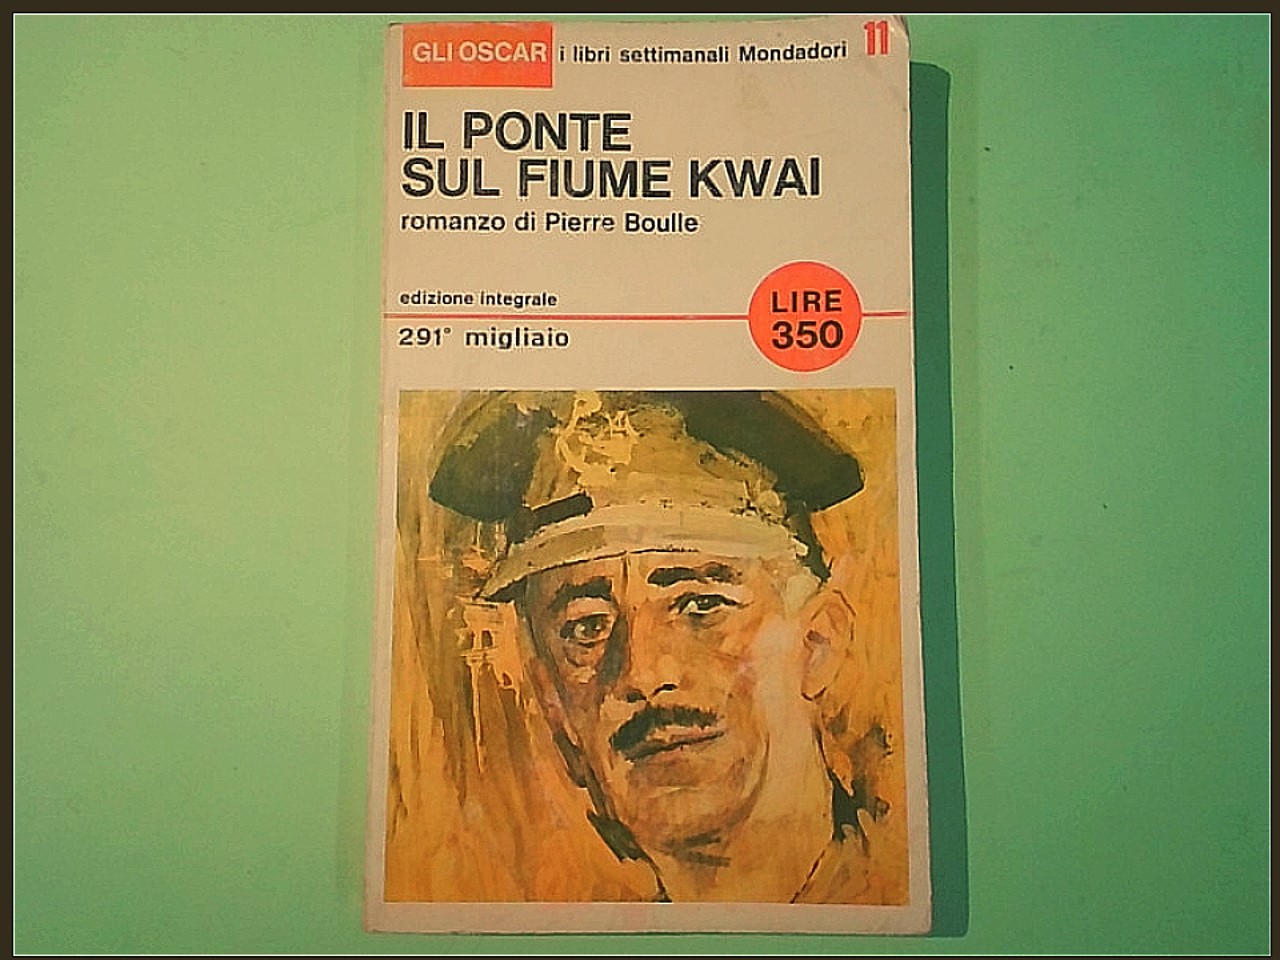 GLI OSCAR i libri settimanali Mondadori 11
IL PONTE
SUL FIUME KWAI
romanzo di Pierre Boulle
edizione integrale
291° migliaio
LIRE
350